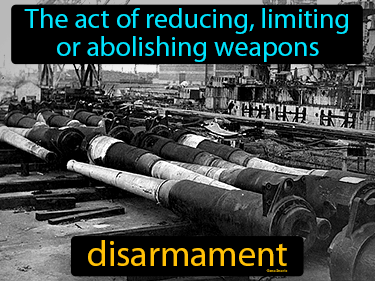 The act of reducing, limiting
or abolishing weapons
disarmament